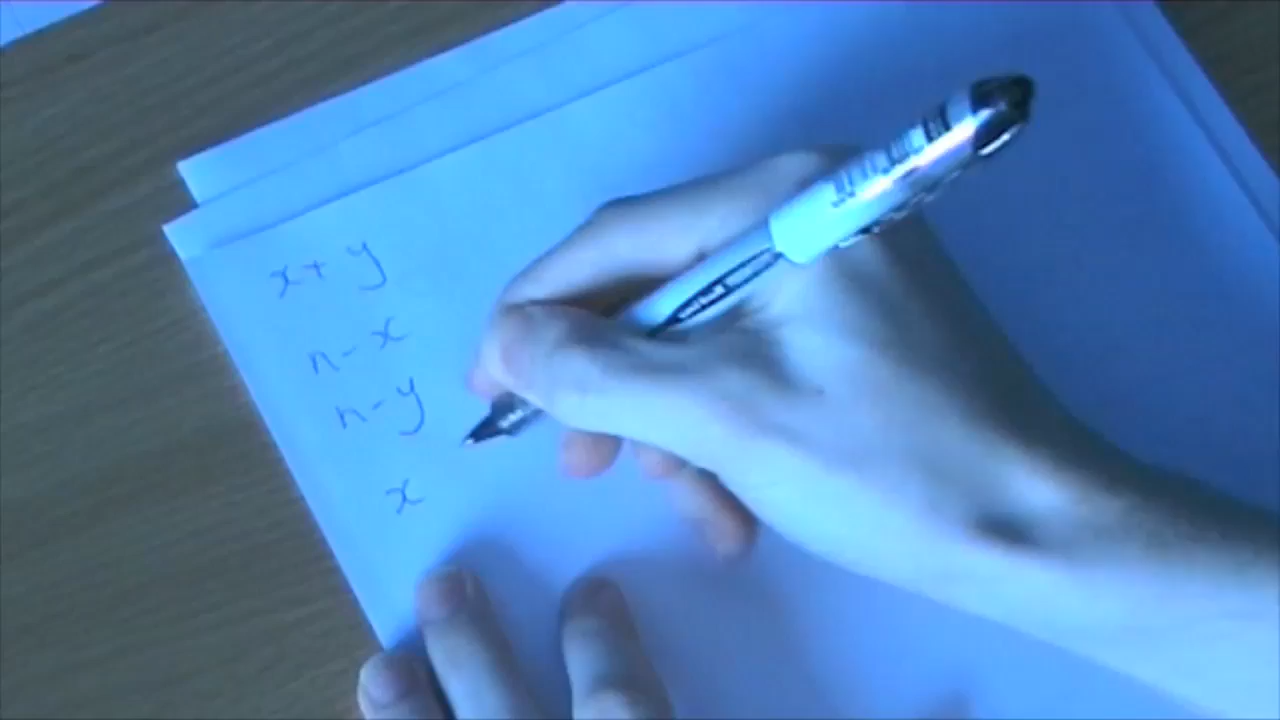 x + y
n - x
n - y
x